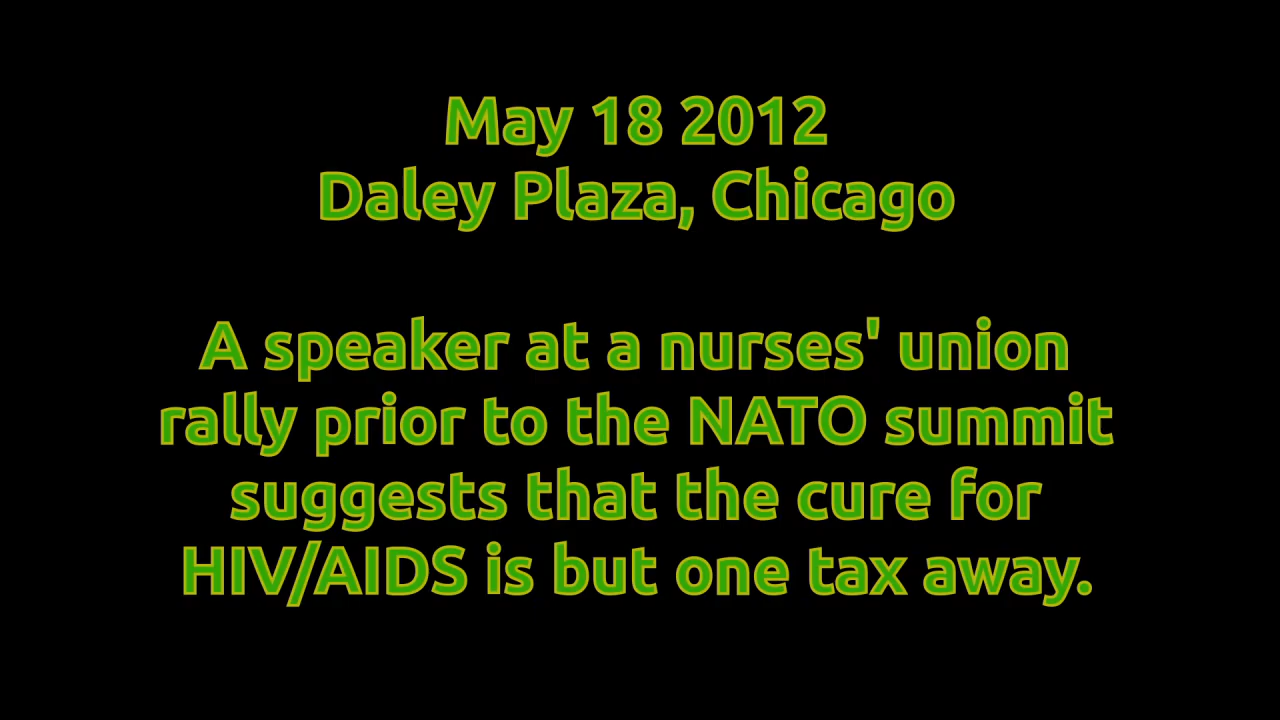 May 18 2012
Daley Plaza, Chicago
A speaker at a nurses' union
rally prior to the NATO summit
suggests that the cure for
HIV/AIDS is but one tax away.